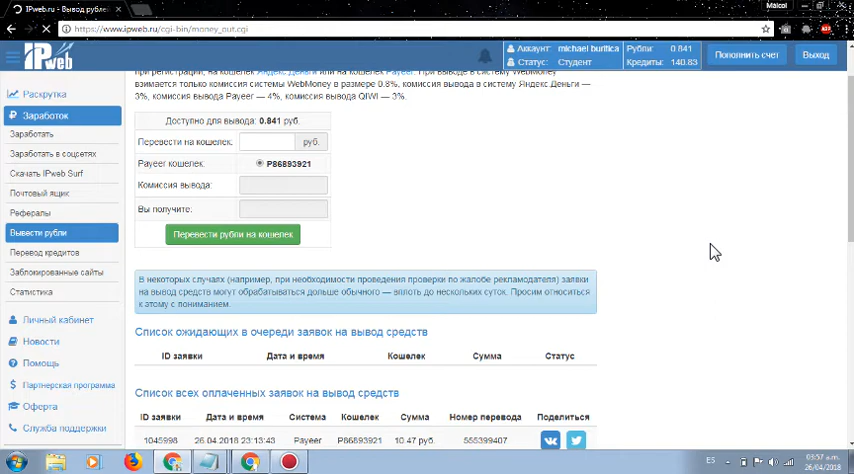 IPweb.ru - Вывод рубле
Maicol
https://www.ipweb.ru/cgi-bin/money_out.cgi
IPweb
Аккаунт: michael buritica
Статус: Студент
Рубли: 0.841
Кредиты: 140.83
Пополнить счет
Выход
Раскрутка
Заработок
Заработать
Заработать в соцсетях
Скачать IPweb Surf
Почтовый ящик
Рефералы
Вывести рубли
Перевод кредитов
Заблокированные сайты
Статистика
Личный кабинет
Новости
Помощь
Партнерская программа
Оферта
Служба поддержки
при регистрации, на кошелек Яндекс Деньги или на кошелек Payeer. При выводе в систему WebMoney
взимается только комиссия системы WebMoney в размере 0.8%, комиссия вывода в систему Яндекс Деньги —
3%, комиссия вывода Payeer — 4%, комиссия вывода QIWI — 3%.
Доступно для вывода: 0.841 руб.
Перевести на кошелек: руб.
Payeer кошелек: P86893921
Комиссия вывода:
Вы получите:
Перевести рубли на кошелек
В некоторых случаях (например, при необходимости проведения проверки по жалобе рекламодателя) заявки
на вывод средств могут обрабатываться дольше обычного — вплоть до нескольких суток. Просим относиться
к этому с пониманием.
Список ожидающих в очереди заявок на вывод средств
ID заявки Дата и время Кошелек Сумма Статус
Список всех оплаченных заявок на вывод средств
ID заявки Дата и время Система Кошелек Сумма Номер перевода Поделиться
1045998 26.04.2018 23:13:43 Payeer P86893921 10.47 руб. 555399407
ES
03:57 a.m.
26/04/2018